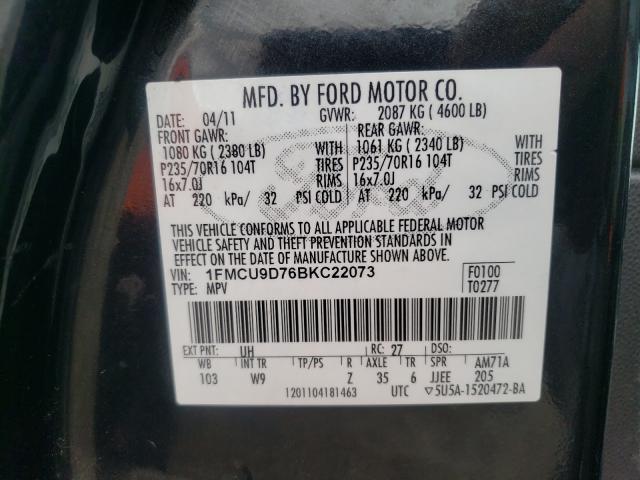 MFD. BY FORD MOTOR CO.
DATE: 04/11 GVWR: 2087 KG ( 4600 LB)
FRONT GAWR: REAR GAWR:
1080 KG ( 2380 LB) WITH 1061 KG ( 2340 LB) WITH
P235/70R16 104T TIRES P235/70R16 104T TIRES
16x7.0J RIMS 16x7.0J RIMS
AT 220 kPa/ 32 PSI COLD AT 220 kPa/ 32 PSI COLD
THIS VEHICLE CONFORMS TO ALL APPLICABLE FEDERAL MOTOR
VEHICLE SAFETY AND THEFT PREVENTION STANDARDS IN
EFFECT ON THE DATE OF MANUFACTURE SHOWN ABOVE.
VIN: 1FMCU9D76BKC22073 F0100
TYPE: MPV T0277
EXT PNT: UH RC: 27 DSO:
WB INT TR TP/PS R AXLE TR SPR AM71A
103 W9 Z 35 6 JJEE 205
1201104181463 UTC ▽5U5A-1520472-BA
Ford